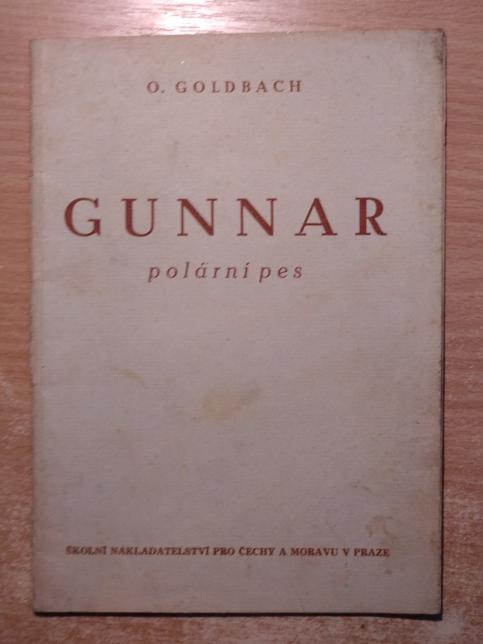 O. GOLDBACH
GUNNAR
polární pes
ŠKOLNÍ NAKLADATELSTVÍ PRO ČECHY A MORAVU V PRAZE